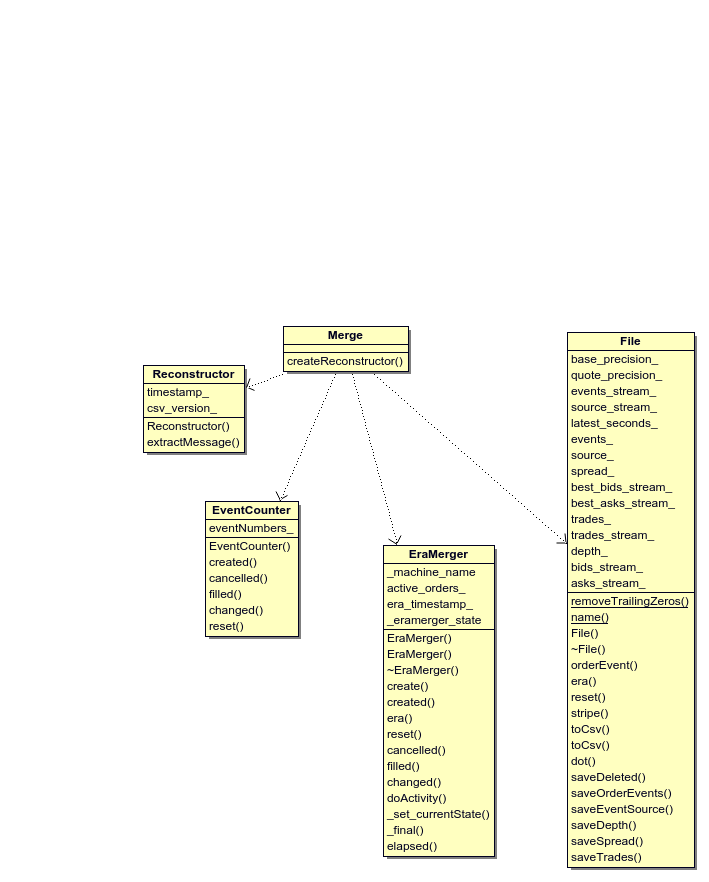 Merge
createReconstructor()
Reconstructor
timestamp_
csv_version_
Reconstructor()
extractMessage()
EventCounter
eventNumbers_
EventCounter()
created()
cancelled()
filled()
changed()
reset()
EraMerger
_machine_name
active_orders_
era_timestamp_
_eramerger_state
EraMerger()
EraMerger()
~EraMerger()
create()
created()
era()
reset()
cancelled()
filled()
changed()
doActivity()
_set_currentState()
_final()
elapsed()
File
base_precision_
quote_precision_
events_stream_
source_stream_
latest_seconds_
events_
source_
spread_
best_bids_stream_
best_asks_stream_
trades_
trades_stream_
depth_
bids_stream_
asks_stream_
removeTrailingZeros()
name()
File()
~File()
orderEvent()
era()
reset()
stripe()
toCsv()
toCsv()
dot()
saveDeleted()
saveOrderEvents()
saveEventSource()
saveDepth()
saveSpread()
saveTrades()